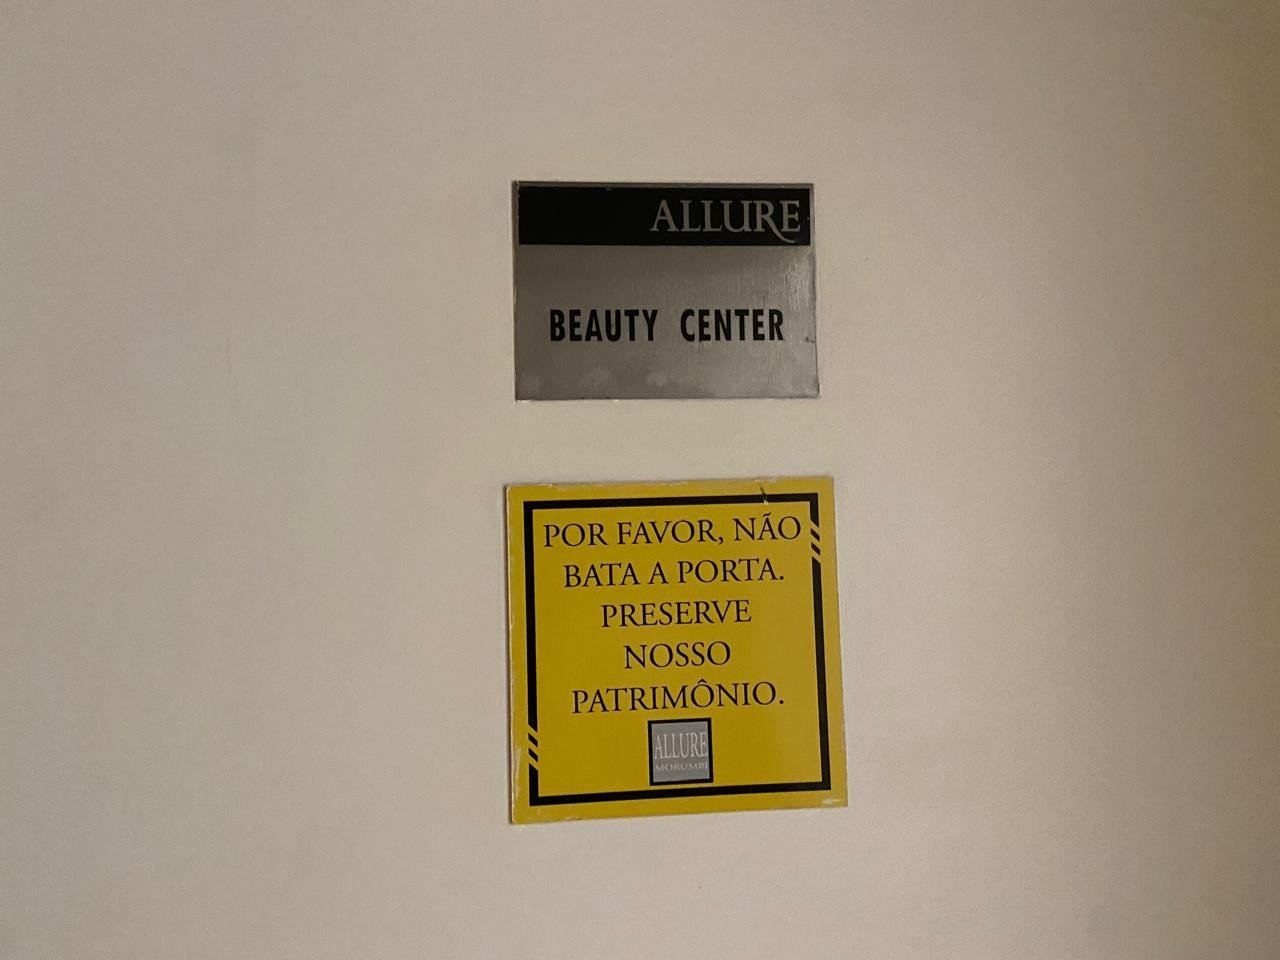 ALLURE
BEAUTY CENTER
POR FAVOR, NÃO
BATA A PORTA.
PRESERVE
NOSSO
PATRIMÔNIO.
ALLURE
MORUMBI